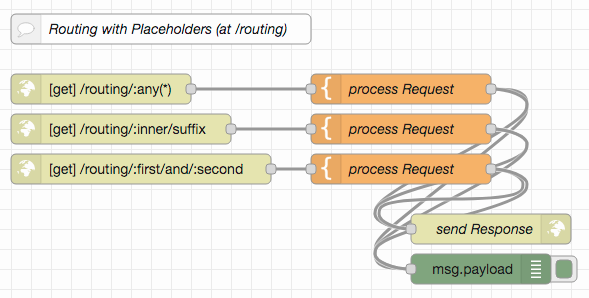 Routing with Placeholders (at /routing)
[get] /routing/:any(*)
process Request
[get] /routing/:inner/suffix
process Request
[get] /routing/:first/and/:second
process Request
send Response
msg.payload